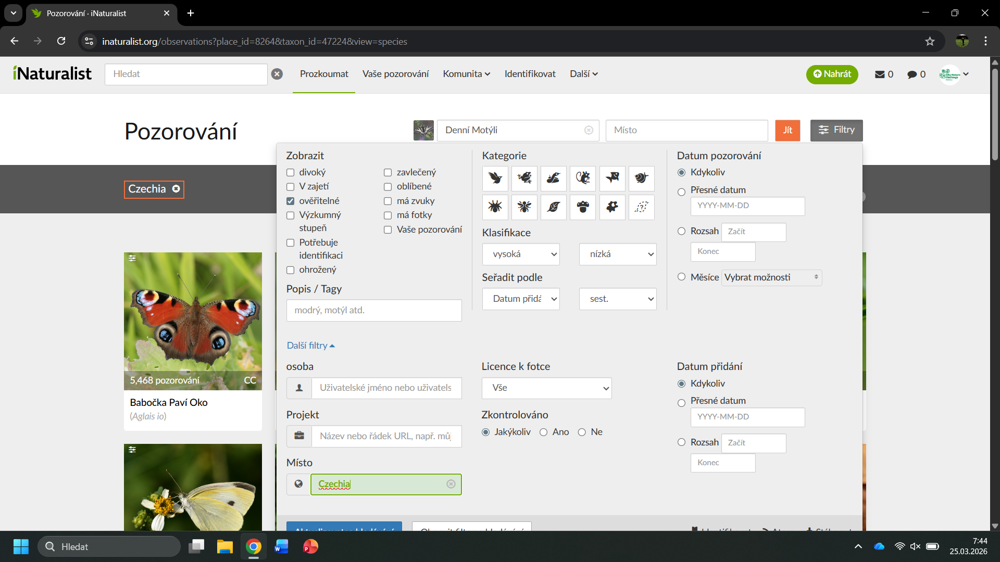 Pozorování · iNaturalist
inaturalist.org/observations?place_id=8264&taxon_id=47224&view=species
iNaturalist
Hledat
Prozkoumat
Vaše pozorování
Komunita
Identifikovat
Další
Nahrát
0
0
Pozorování
Denní Motýli
Místo
Jít
Filtry
Czechia
Zobrazit
divoký
V zajetí
ověřitelné
Výzkumný
stupeň
Potřebuje
identifikaci
ohrožený
zavlečený
oblíbené
má zvuky
má fotky
Vaše pozorování
Popis / Tagy
modrý, motýl atd.
Kategorie
Klasifikace
vysoká
nízká
Seřadit podle
Datum přidá
sest.
Datum pozorování
Kdykoliv
Přesné datum
YYYY-MM-DD
Rozsah
Začít
Konec
Měsíce
Vybrat možnosti
Další filtry
osoba
Uživatelské jméno nebo uživatels
Projekt
Název nebo řádek URL, např. můj
Místo
Czechia
Licence k fotce
Vše
Zkontrolováno
Jakýkoliv
Ano
Ne
Datum přidání
Kdykoliv
Přesné datum
YYYY-MM-DD
Rozsah
Začít
Konec
5,468 pozorování
CC
Babočka Paví Oko
(Aglais io)
Hledat
7:44
25.03.2026